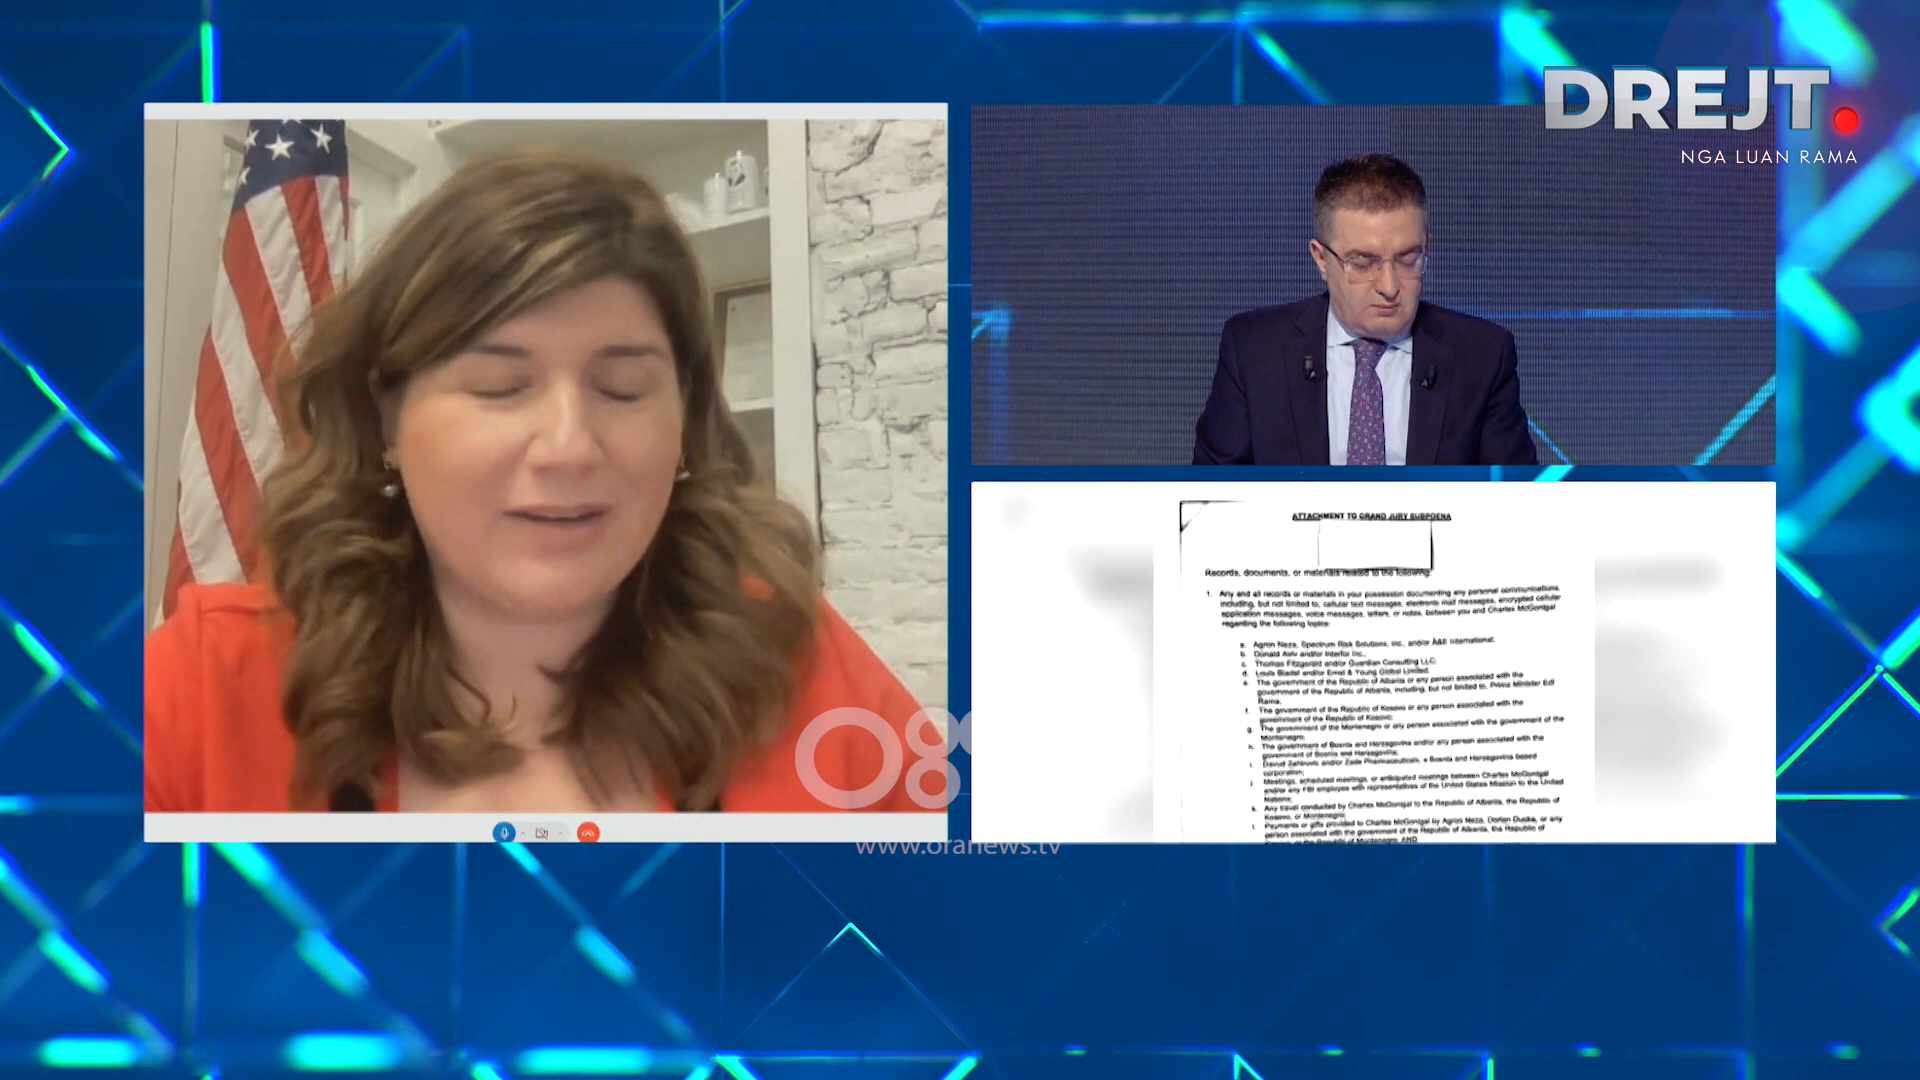 DREJT.
NGA LUAN RAMA
ATTACHMENT TO GRAND JURY SUBPOENA
Records, documents, or materials related to the following:
1. Any and all records or materials in your possession documenting any personal communications,
including, but not limited to, cellular text messages, electronic mail messages, encrypted cellular
application messages, voice messages, letters, or notes, between you and Charles McGonigal
regarding the following topics:
a. Agron Neza, Spectrum Risk Solutions, Inc., and/or A&E International;
b. Donald Aviv and/or Interfor Inc.;
c. Thomas Fitzgerald and/or Guardian Consulting LLC;
d. Louis Bladel and/or Ernst & Young Global Limited;
e. The government of the Republic of Albania or any person associated with the
government of the Republic of Albania, including, but not limited to, Prime Minister Edi
Rama;
f. The government of the Republic of Kosovo or any person associated with the
government of the Republic of Kosovo;
g. The government of the Montenegro or any person associated with the government of the
Montenegro;
h. The government of Bosnia and Herzegovina and/or any person associated with the
government of Bosnia and Herzegovina;
i. and/or Zada Pharmaceuticals, a Bosnia and Herzegovina based
corporation;
j. Meetings, scheduled meetings, or anticipated meetings between Charles McGonigal
and/or any FBI employee with representatives of the United States Mission to the United
Nations;
k. Any travel conducted by Charles McGonigal to the Republic of Albania, the Republic of
Kosovo, or Montenegro;
l. Payments or gifts provided to Charles McGonigal by Agron Neza, Dorian Ducka, or any
person associated with the government of the Republic of Albania, the Republic of
Kosovo, or the Republic of Montenegro; AND
www.oranews.tv